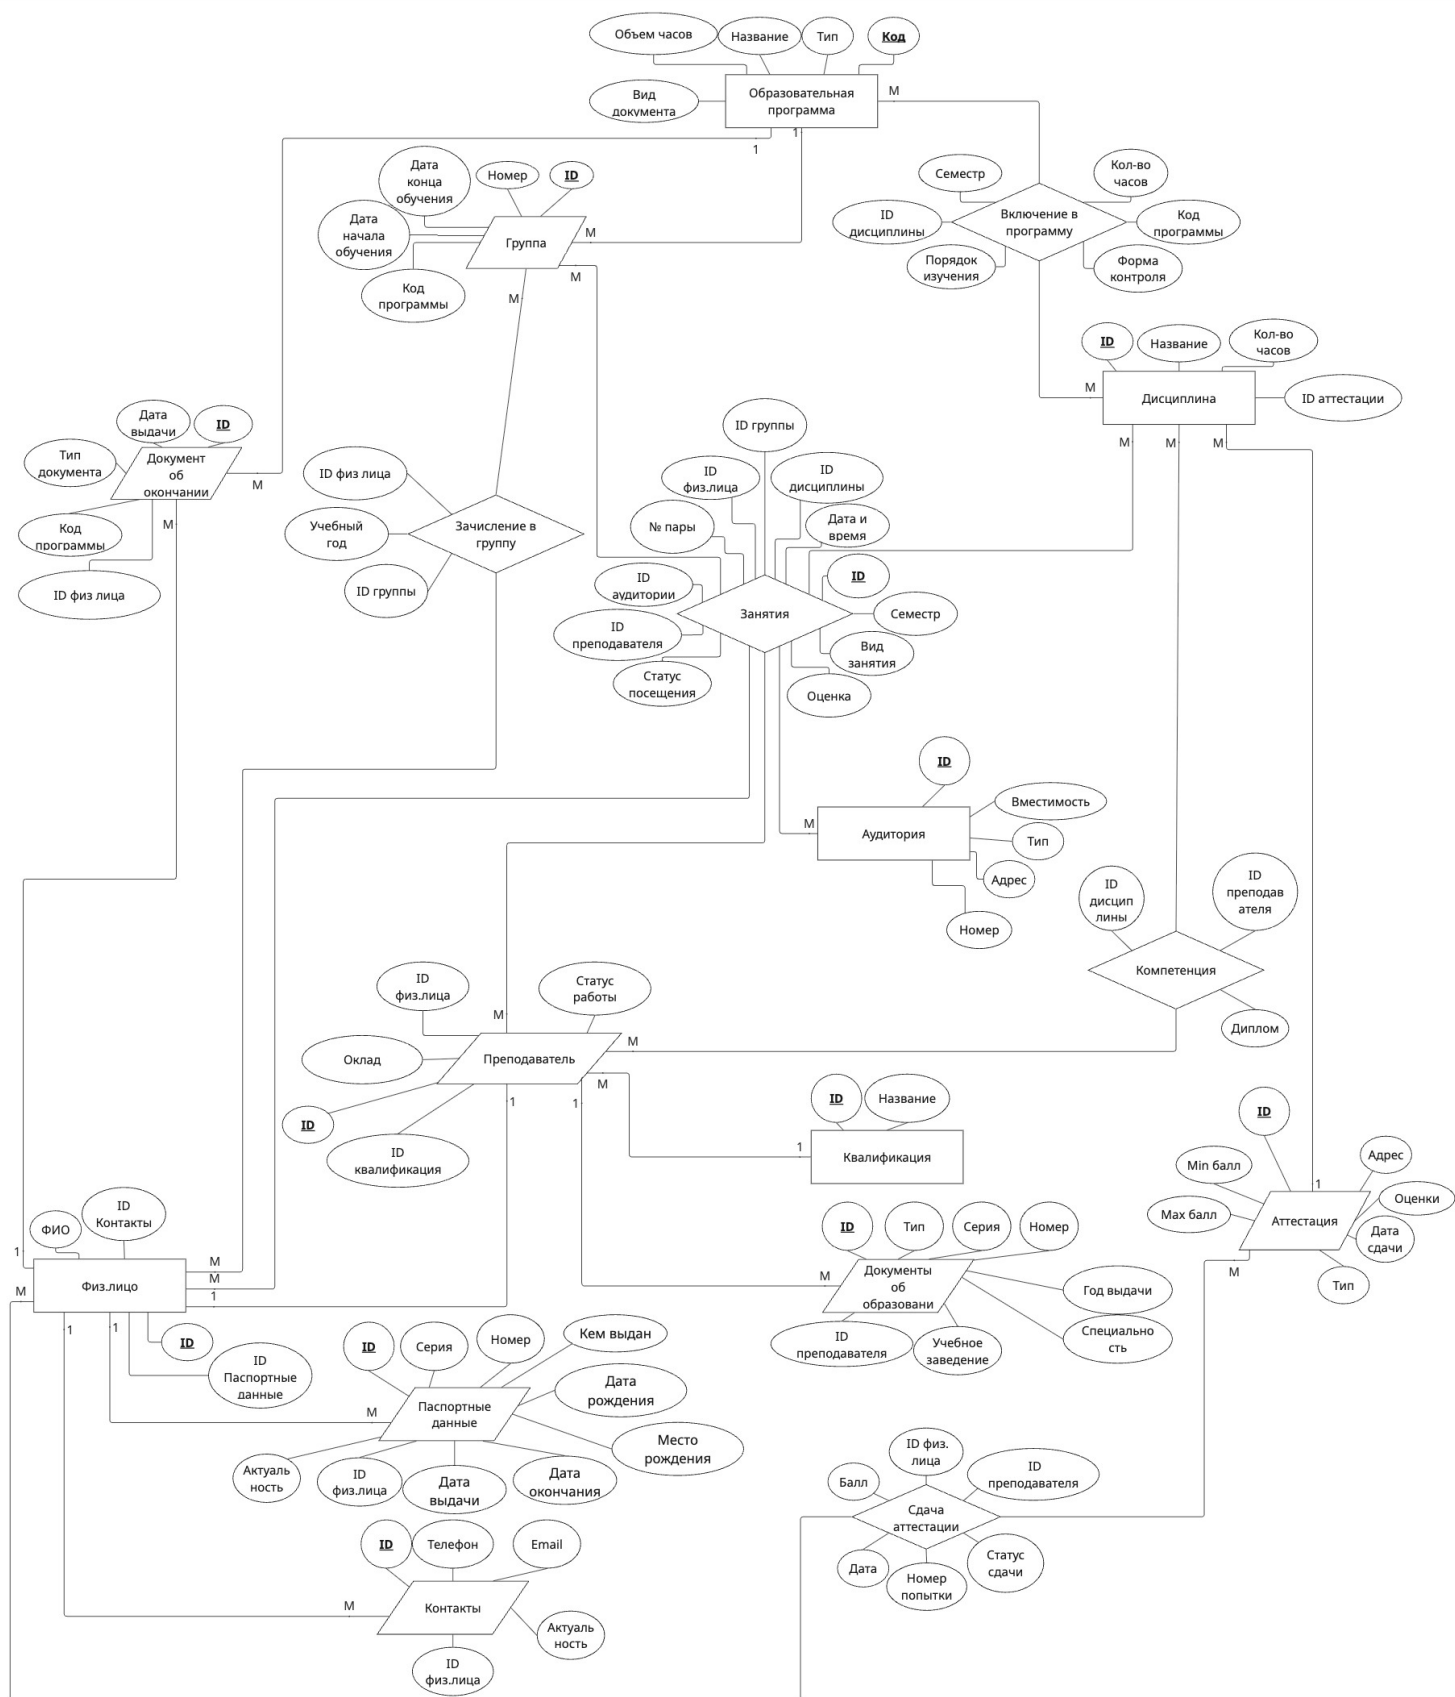 Объем часов
Название
Тип
Код
Вид
документа
Образовательная
программа
М
1
1
Дата
конца
обучения
Номер
ID
Дата
начала
обучения
Группа
М
Код
программы
М
М
Семестр
Кол-во
часов
ID
дисциплины
Включение в
программу
Код
программы
Порядок
изучения
Форма
контроля
ID
Название
Кол-во
часов
М
Дисциплина
ID аттестации
М
М
М
Дата
выдачи
ID
Тип
документа
Документ
об
окончании
М
Код
программы
М
ID физ лица
ID физ лица
Учебный
год
Зачисление в
группу
ID группы
ID группы
ID
физ.лица
ID
дисциплины
№ пары
Дата и
время
ID
аудитории
ID
ID
преподавателя
Занятия
Семестр
Статус
посещения
Вид
занятия
Оценка
ID
Вместимость
М
Аудитория
Тип
Адрес
Номер
ID
дисцип
лины
ID
преподав
ателя
Компетенция
Диплом
ID
физ.лица
Статус
работы
М
Оклад
Преподаватель
М
М
1
1
ID
ID
квалификация
ID
Название
1
Квалификация
ID
Min балл
Адрес
Max балл
1
Аттестация
Оценки
Дата
сдачи
М
Тип
ФИО
ID
Контакты
1
М
Физ.лицо
М
М
1
1
1
ID
ID
Паспортные
данные
ID
Тип
Серия
Номер
М
Документы
об
образовани
Год выдачи
ID
преподавателя
Учебное
заведение
Специально
сть
ID
Серия
Номер
Кем выдан
Дата
рождения
М
Паспортные
данные
Место
рождения
Актуаль
ность
ID
физ.лица
Дата
выдачи
Дата
окончания
ID физ.
лица
Балл
ID
преподавателя
Сдача
аттестации
Дата
Номер
попытки
Статус
сдачи
ID
Телефон
Email
М
Контакты
Актуаль
ность
ID
физ.лица